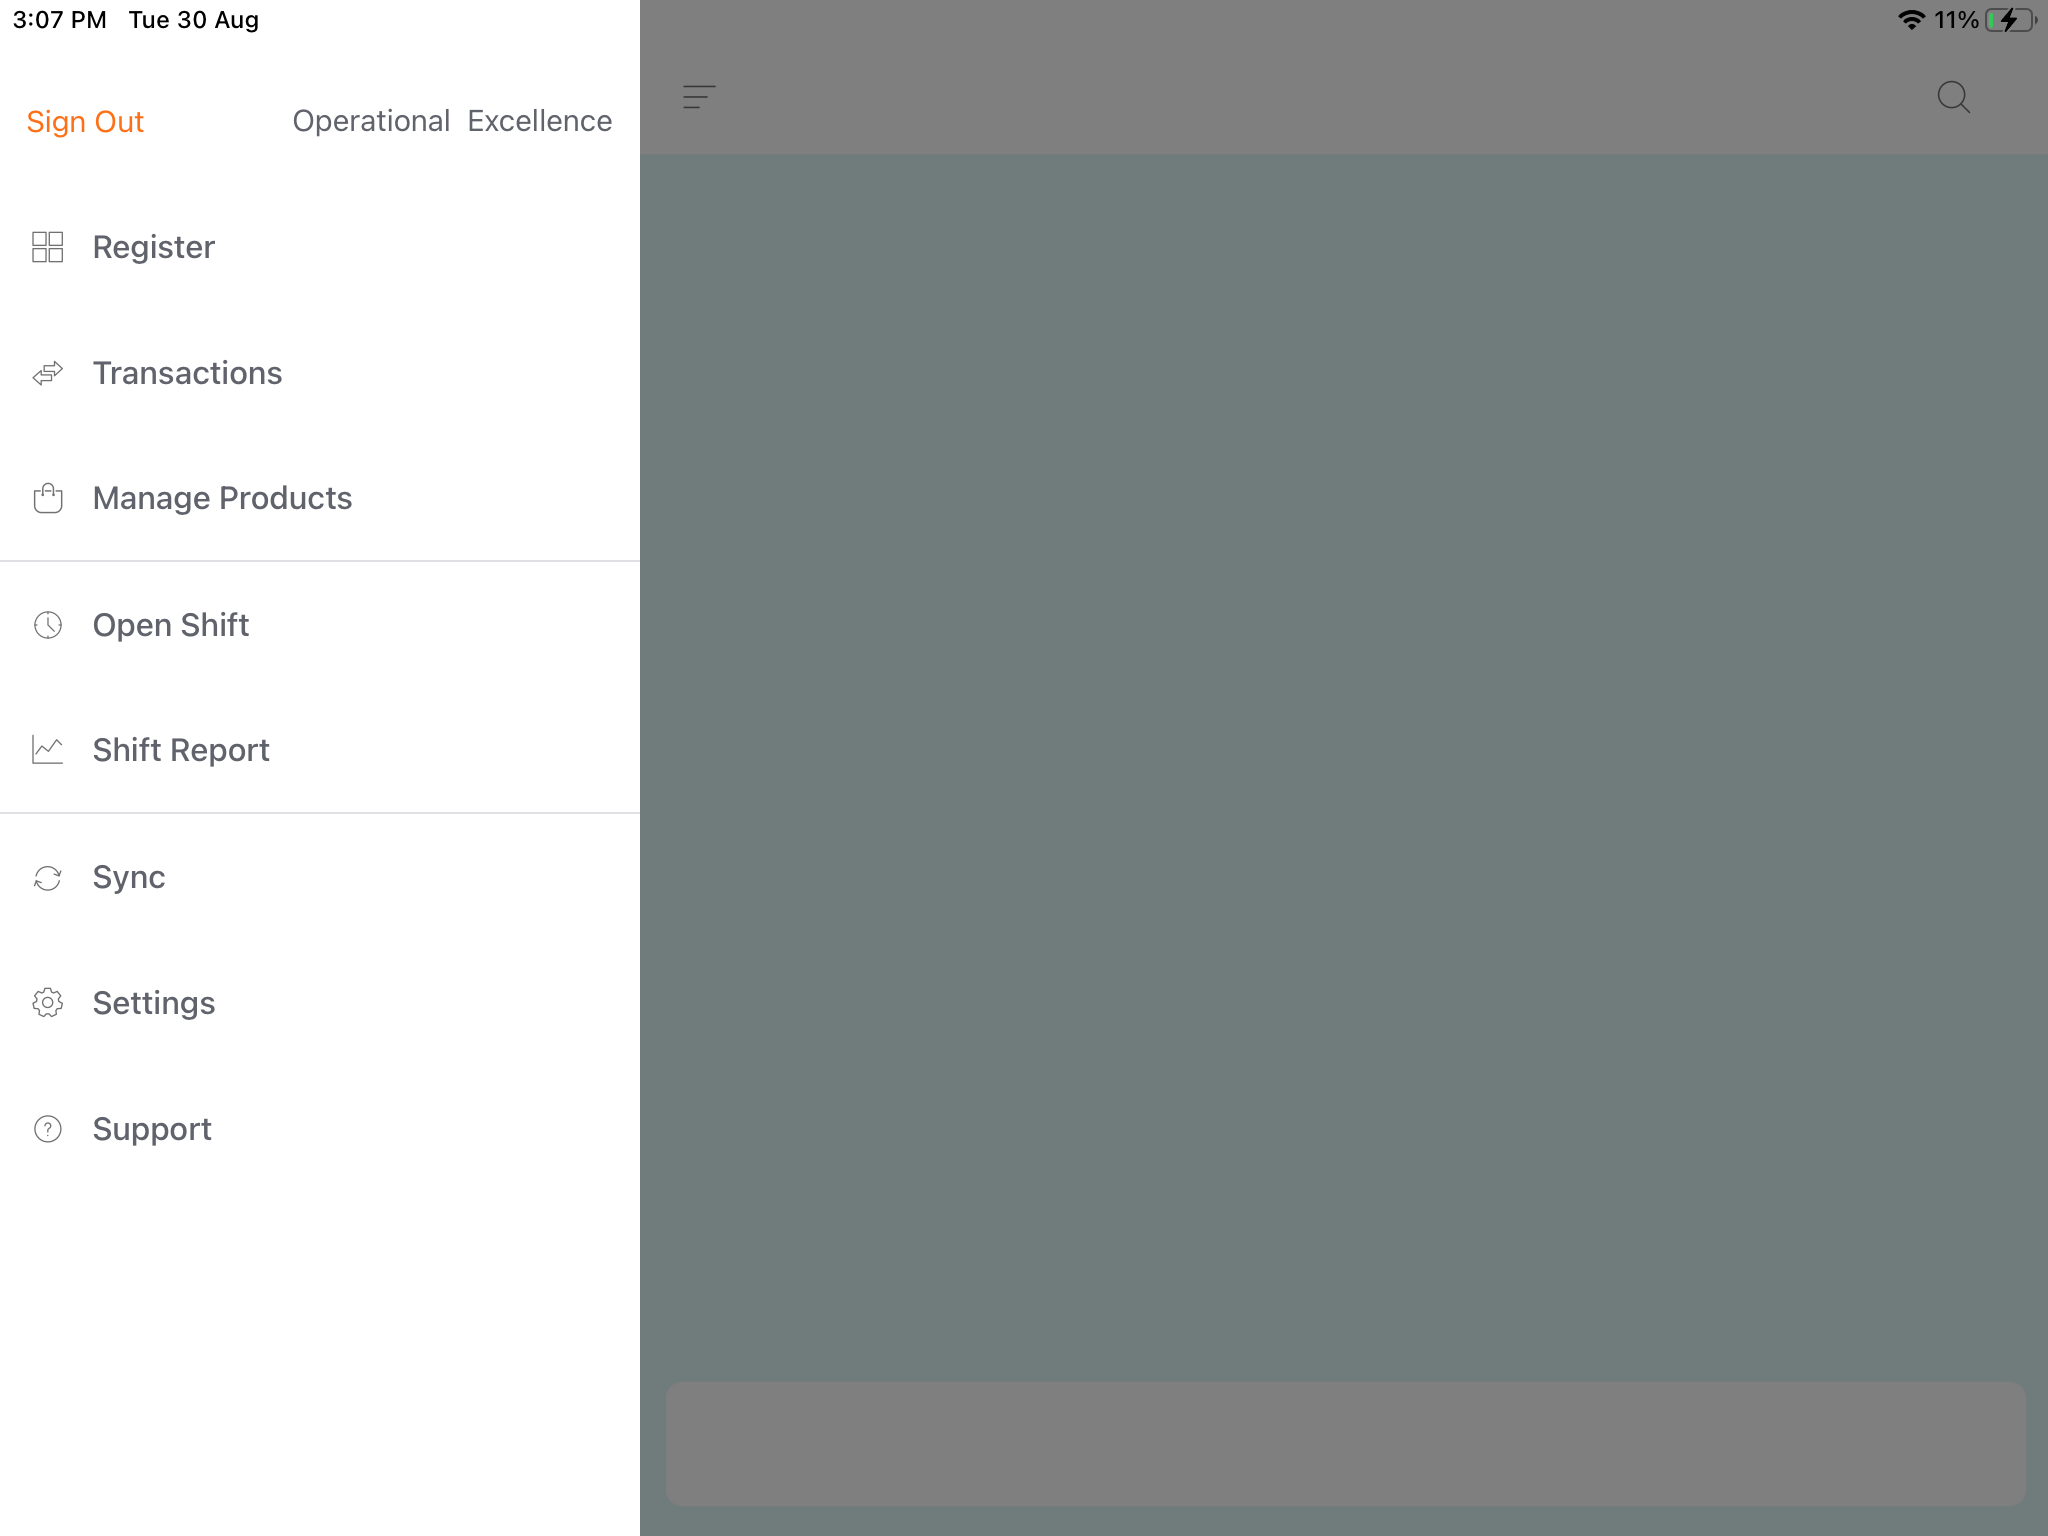 3:07 PM Tue 30 Aug 11%
Sign Out Operational Excellence
Register
Transactions
Manage Products
Open Shift
Shift Report
Sync
Settings
? Support